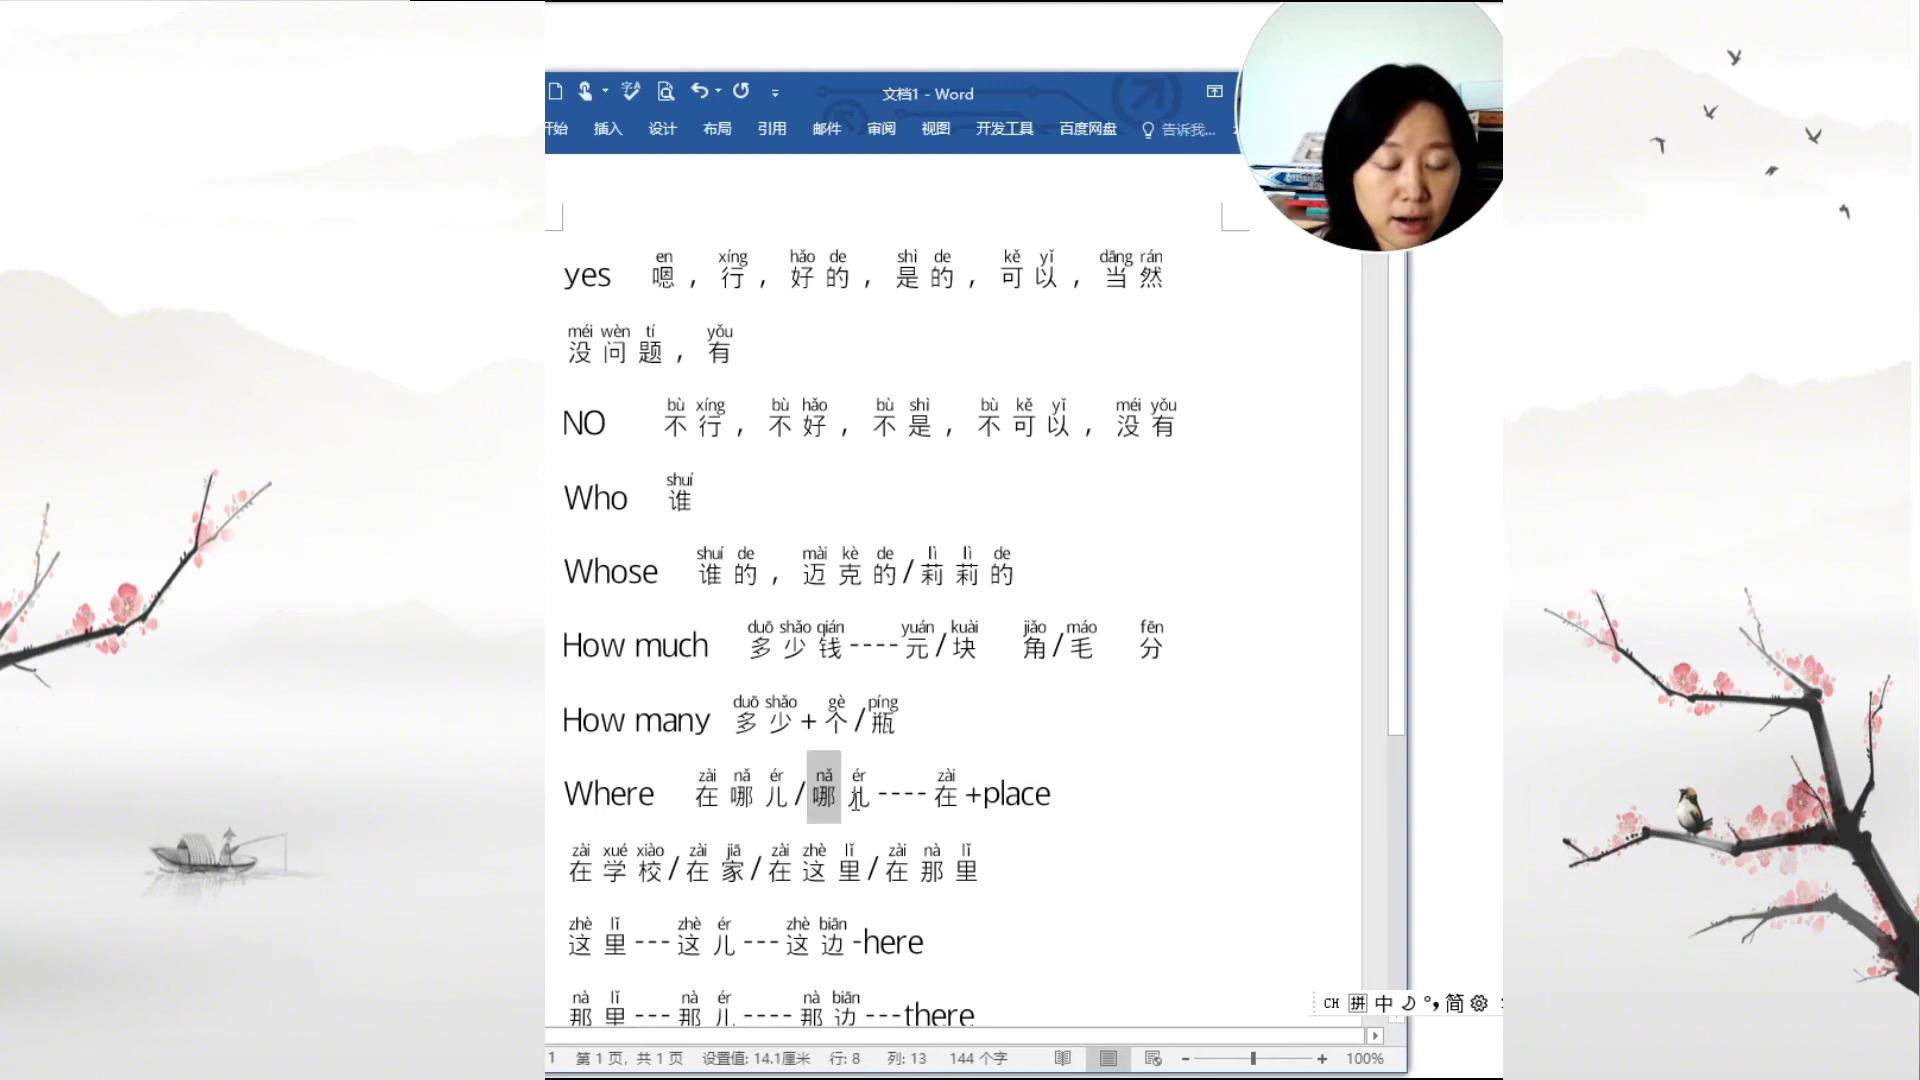 文档1 - Word
开始 插入 设计 布局 引用 邮件 审阅 视图 开发工具 百度网盘 告诉我...
en xíng hǎo de shì de kě yǐ dāng rán
yes 嗯，行，好的，是的，可以，当然
méi wèn tí yǒu
没问题，有
bù xíng bù hǎo bù shì bù kě yǐ méi yǒu
NO 不行，不好，不是，不可以，没有
shuí
Who 谁
shuí de mài kè de lì lì de
Whose 谁的，迈克的/莉莉的
duō shǎo qián yuán kuài jiǎo máo fēn
How much 多少钱----元/块 角/毛 分
duō shǎo gè píng
How many 多少+个/瓶
zài nǎ ér nǎ ér zài
Where 在哪儿/哪儿----在+place
zài xué xiào zài jiā zài zhè lǐ zài nà lǐ
在学校/在家/在这里/在那里
zhè lǐ zhè ér zhè biān
这里---这儿---这边-here
nà lǐ nà ér nà biān
那里---那儿----那边---there
CH 拼 中 简
1 第1页，共1页 设置值: 14.1厘米 行: 8 列: 13 144个字 100%